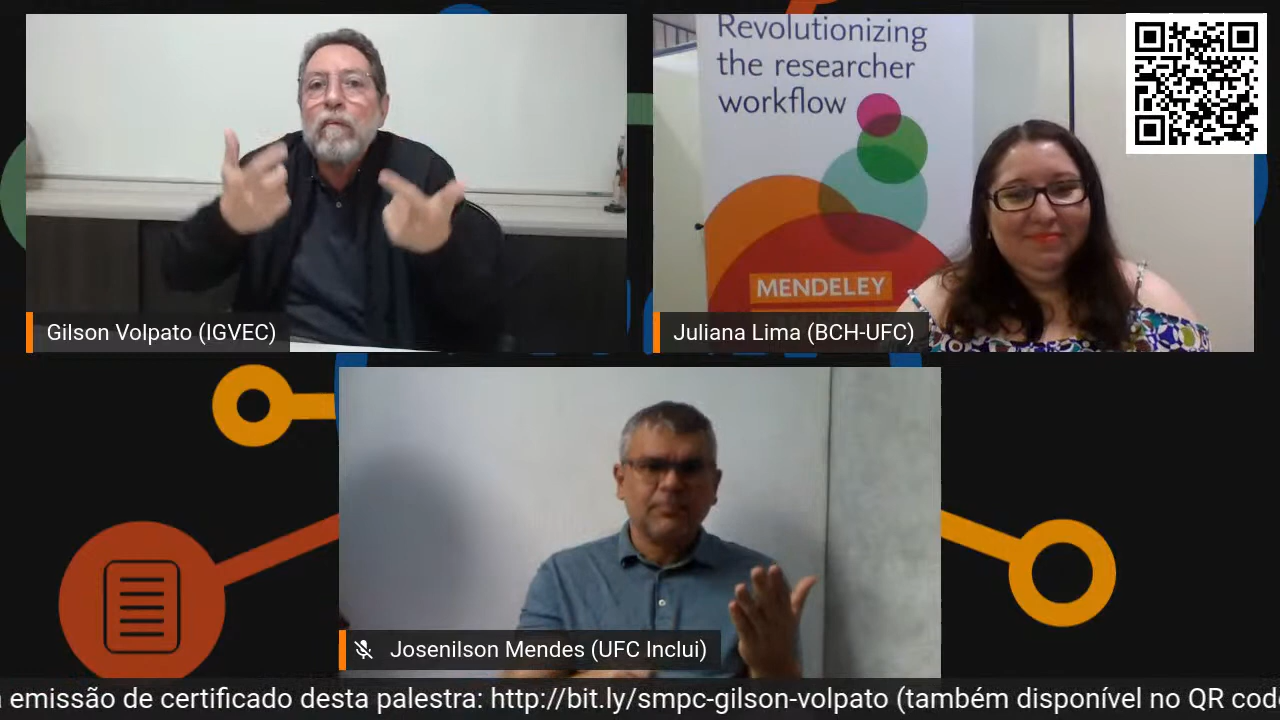 Revolutionizing
the researcher
workflow
MENDELEY
Gilson Volpato (IGVEC)
Juliana Lima (BCH-UFC)
Josenilson Mendes (UFC Inclui)
a emissão de certificado desta palestra: http://bit.ly/smpc-gilson-volpato (também disponível no QR code